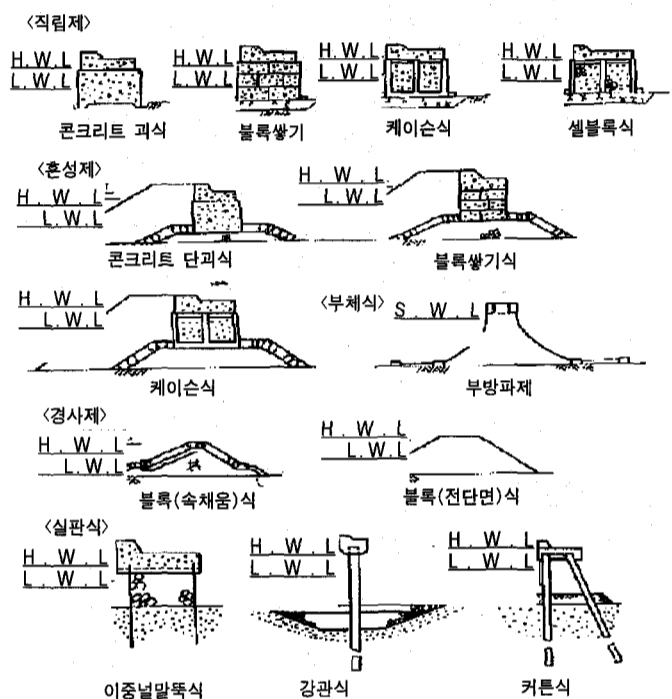 〈직립제〉
H.W.L H.W.L H.W.L H.W.L
L.W.L L.W.L L.W.L L.W.L
콘크리트 괴식 블록쌓기 케이슨식 셀블록식
〈혼성제〉
H.W.L H.W.L
L.W.L L.W.L
콘크리트 단괴식 블록쌓기식
〈부체식〉
H.W.L S.W.L
L.W.L
케이슨식 부방파제
〈경사제〉
H.W.L H.W.L
L.W.L L.W.L
블록(속채움)식 블록(전단면)식
〈실판식〉
H.W.L H.W.L H.W.L
L.W.L L.W.L L.W.L
이중널말뚝식 강관식 커튼식